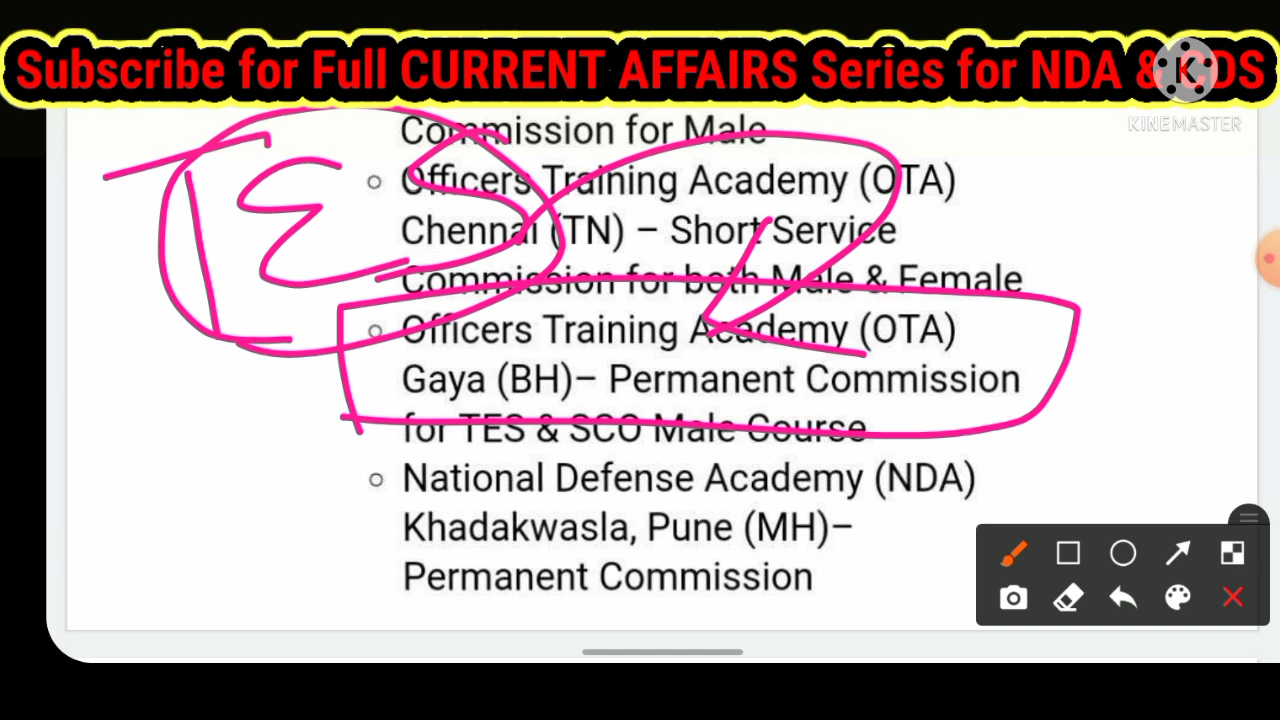 Subscribe for Full CURRENT AFFAIRS Series for NDA & CDS
K
KINEMASTER
Commission for Male
Officers Training Academy (OTA)
Chennai (TN) – Short Service
Commission for both Male & Female
Officers Training Academy (OTA)
Gaya (BH)– Permanent Commission
for TES & SCO Male Course
National Defense Academy (NDA)
Khadakwasla, Pune (MH)–
Permanent Commission